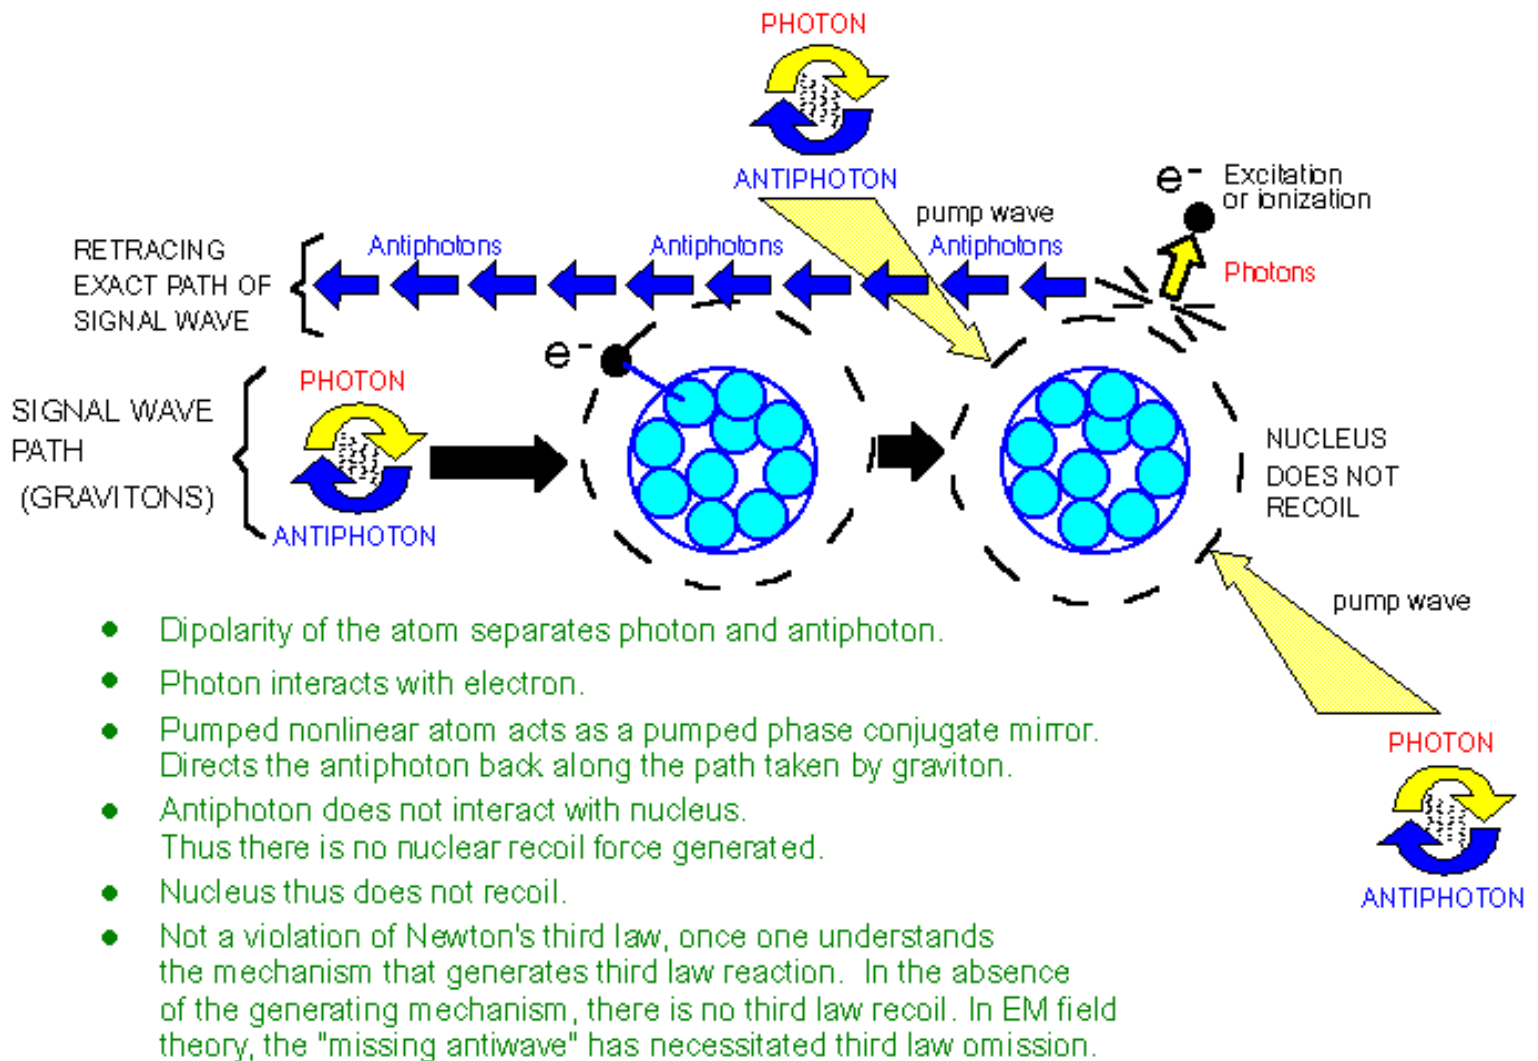 PHOTON
ANTIPHOTON
pump wave
e- Excitation
or ionization
Photons
Antiphotons Antiphotons Antiphotons
RETRACING
EXACT PATH OF
SIGNAL WAVE
e-
SIGNAL WAVE
PATH
(GRAVITONS)
PHOTON
ANTIPHOTON
NUCLEUS
DOES NOT
RECOIL
pump wave
PHOTON
ANTIPHOTON
• Dipolarity of the atom separates photon and antiphoton.
• Photon interacts with electron.
• Pumped nonlinear atom acts as a pumped phase conjugate mirror.
Directs the antiphoton back along the path taken by graviton.
• Antiphoton does not interact with nucleus.
Thus there is no nuclear recoil force generated.
• Nucleus thus does not recoil.
• Not a violation of Newton's third law, once one understands
the mechanism that generates third law reaction. In the absence
of the generating mechanism, there is no third law recoil. In EM field
theory, the "missing antiwave" has necessitated third law omission.